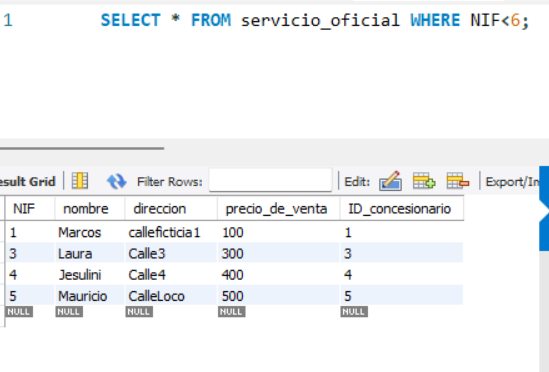 1 SELECT * FROM servicio_oficial WHERE NIF<6;
esult Grid Filter Rows: Edit: Export/Im
NIF nombre direccion precio_de_venta ID_concesionario
1 Marcos calleficticia1 100 1
3 Laura Calle3 300 3
4 Jesulini Calle4 400 4
5 Mauricio CalleLoco 500 5
NULL NULL NULL NULL NULL